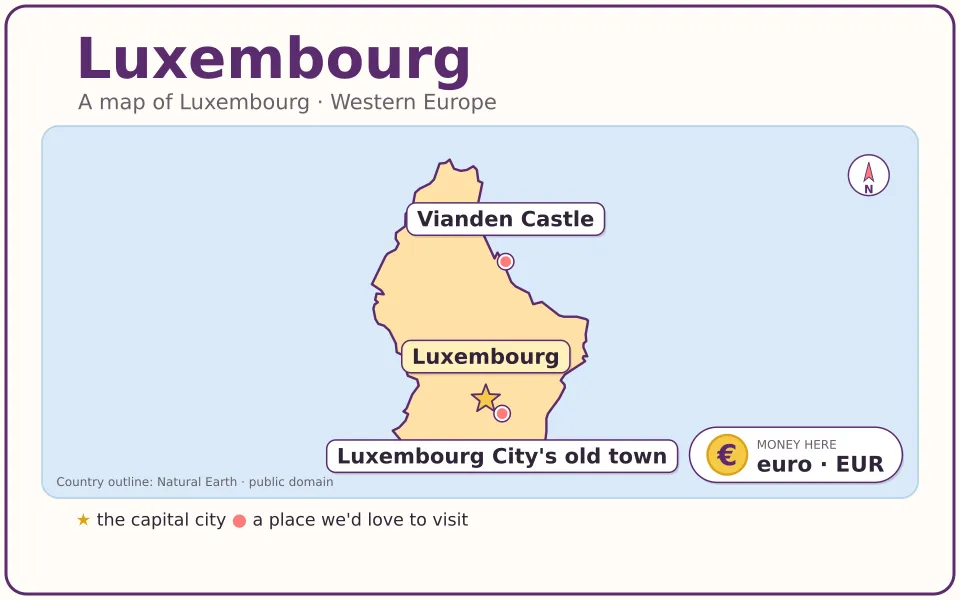 Luxembourg
A map of Luxembourg · Western Europe
N
Vianden Castle
Luxembourg
Luxembourg City's old town
€
MONEY HERE
euro · EUR
Country outline: Natural Earth · public domain
★ the capital city ● a place we'd love to visit